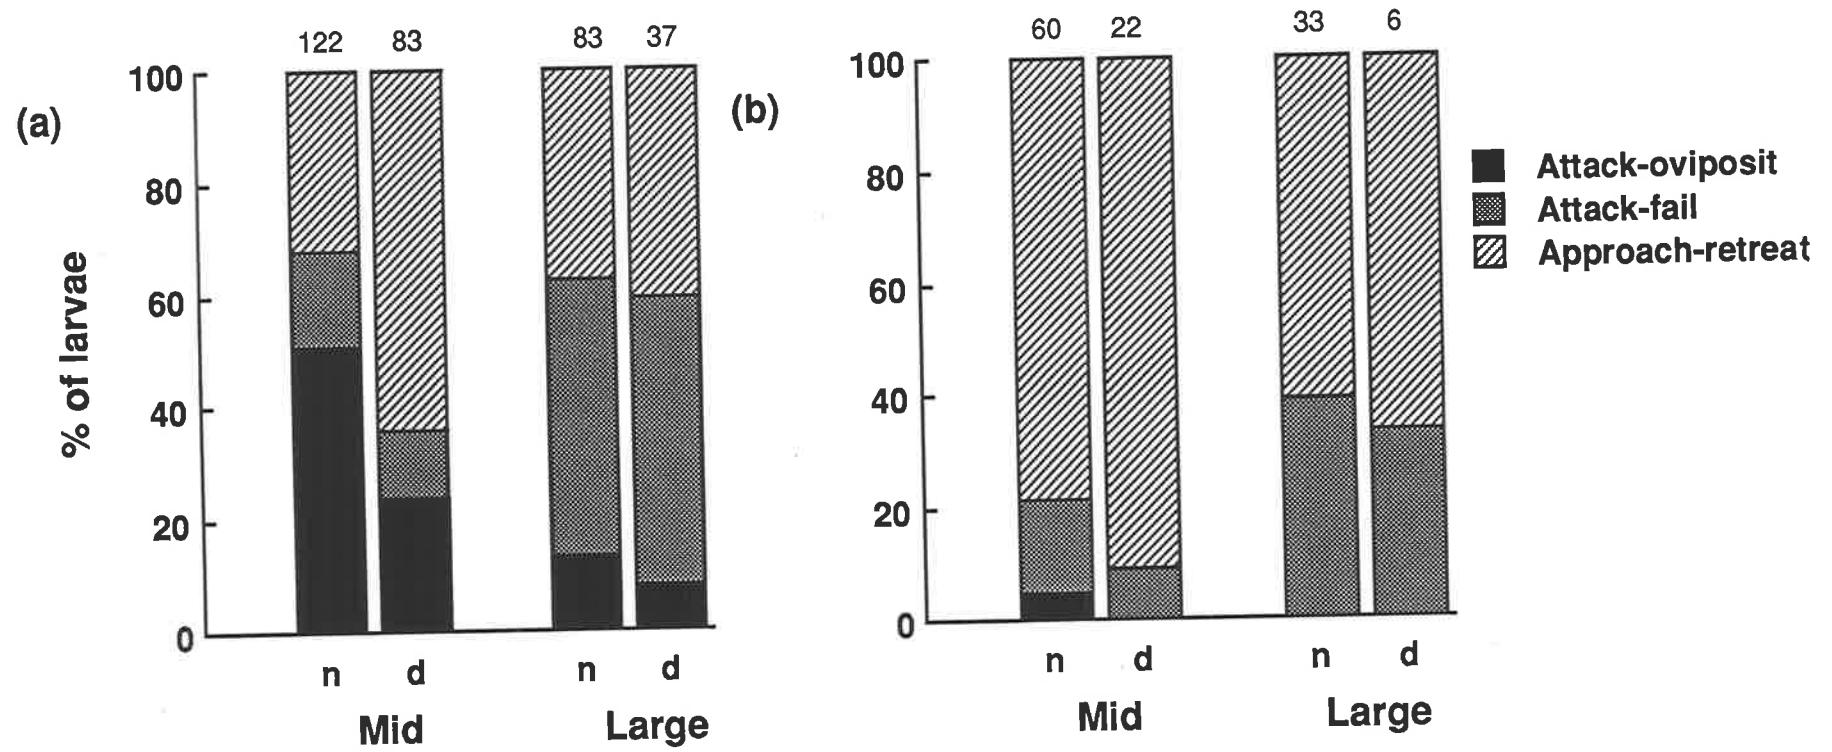 (a)
% of larvae
100
80
60
40
20
0
122 83 83 37
n d n d
Mid Large
(b)
100
80
60
40
20
0
60 22 33 6
n d n d
Mid Large
Attack-oviposit
Attack-fail
Approach-retreat